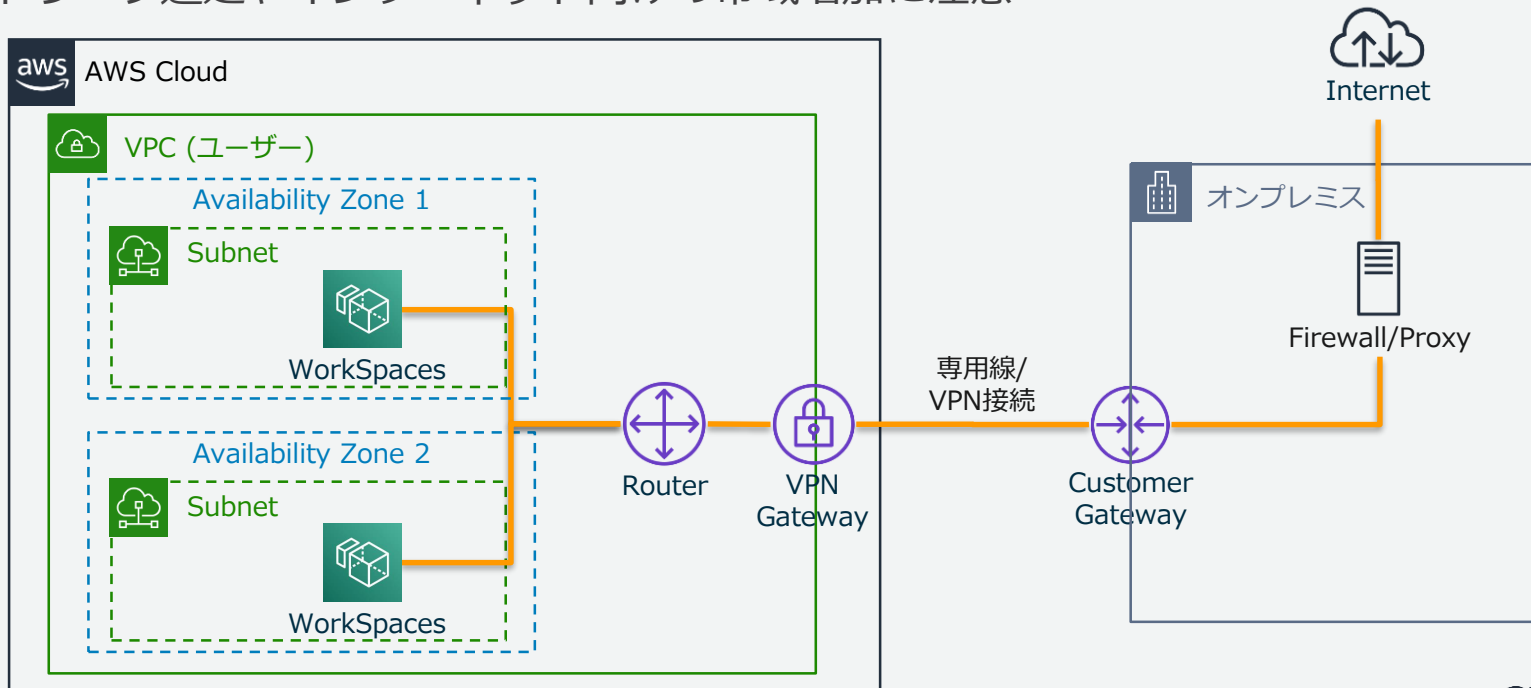 aws
AWS Cloud
Internet
VPC (ユーザー)
オンプレミス
Availability Zone 1
Subnet
WorkSpaces
Firewall/Proxy
専用線/
VPN接続
Availability Zone 2
Subnet
WorkSpaces
Router
VPN
Gateway
Customer
Gateway